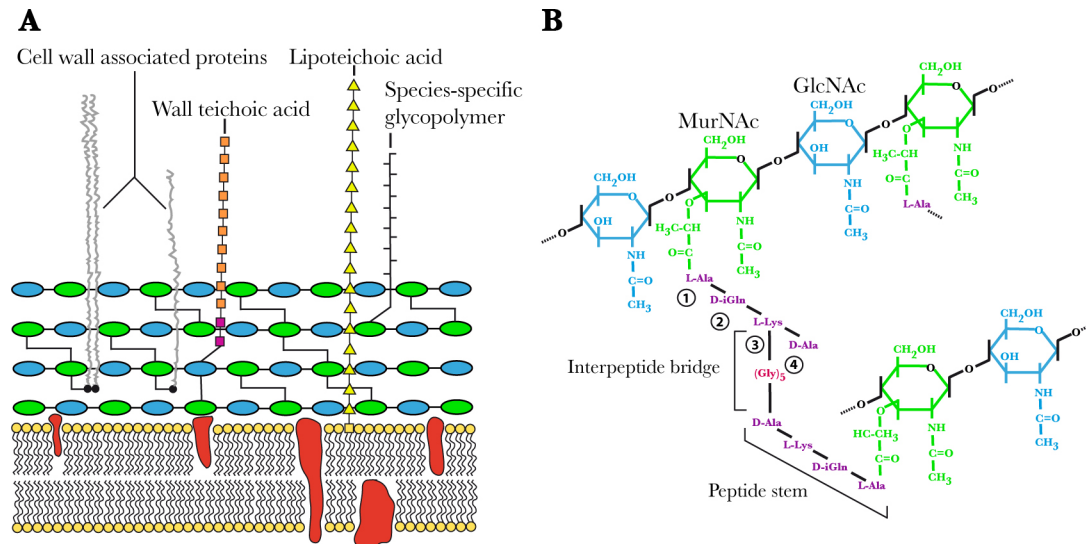 A
Cell wall associated proteins
Lipoteichoic acid
Wall teichoic acid
Species-specific
glycopolymer
B
MurNAc
GlcNAc
CH₂OH
O
O
O
OH
NH
C=O
CH₃
CH₂OH
O
O
O
H₃C-CH
C=O
NH
C=O
CH₃
CH₂OH
O
O
OH
NH
C=O
CH₃
CH₂OH
O
O
O
H₃C-CH
O=C
NH
C=O
CH₃
L-Ala
L-Ala
①
D-iGln
②
L-Lys
③
D-Ala
④
Interpeptide bridge
(Gly)₅
D-Ala
L-Lys
D-iGln
L-Ala
Peptide stem
CH₂OH
O
O
O
HC-CH₃
C=O
NH
C=O
CH₃
CH₂OH
O
O
OH
NH
C=O
CH₃